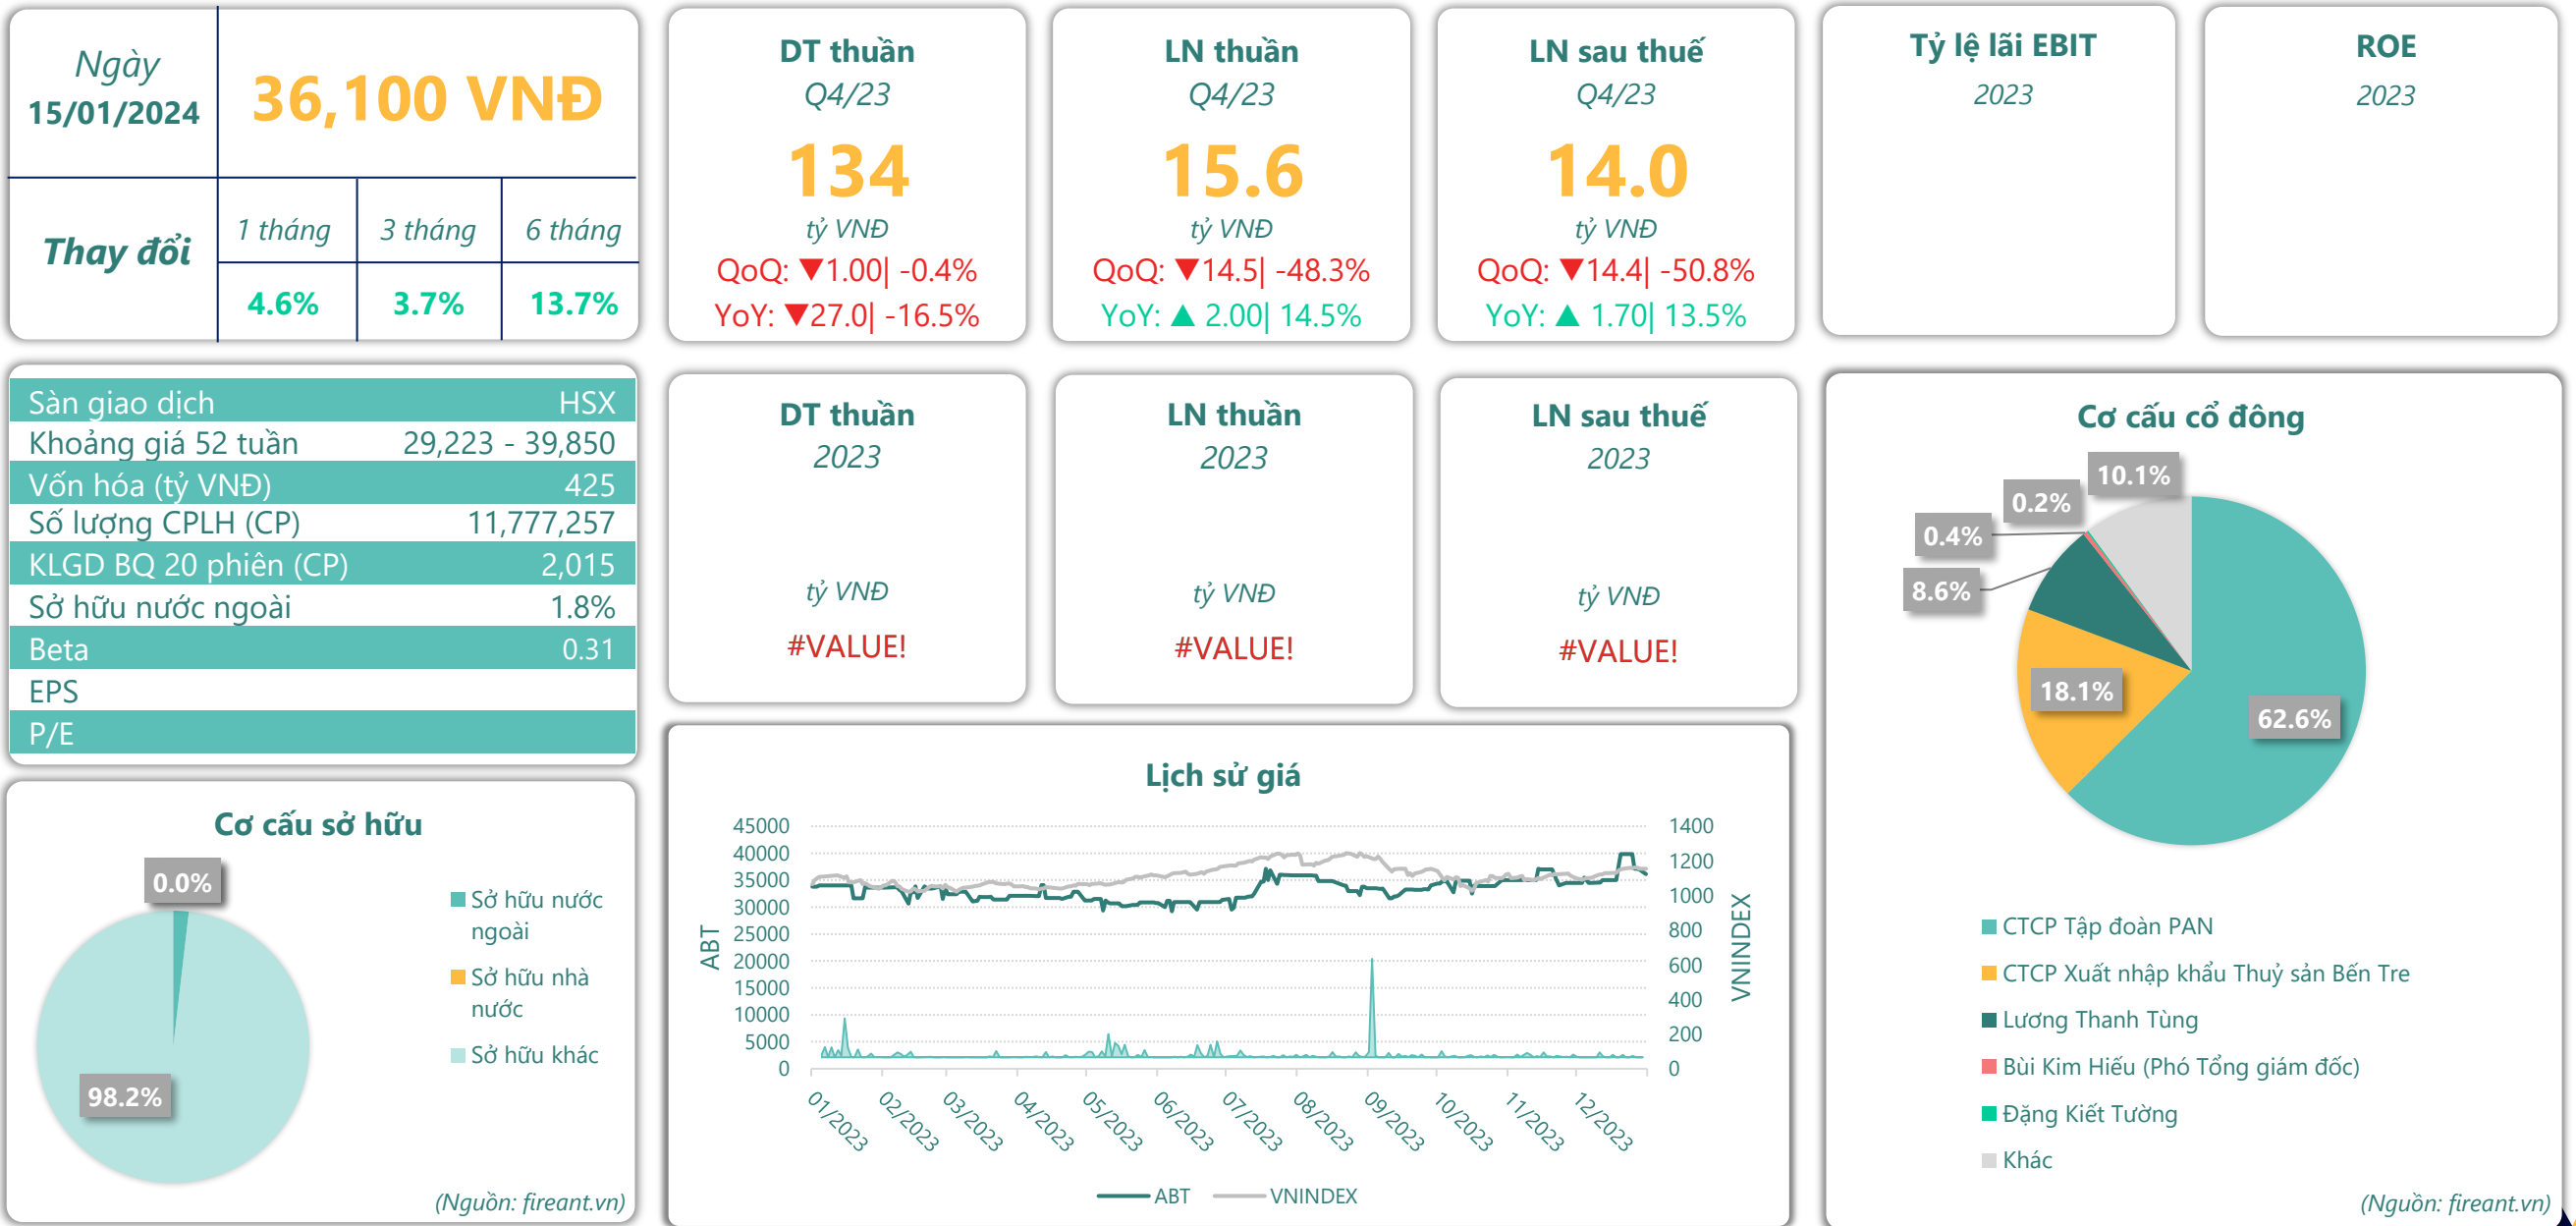 Ngày
15/01/2024
36,100 VNĐ
Thay đổi
1 tháng
3 tháng
6 tháng
4.6%
3.7%
13.7%
DT thuần
Q4/23
134
tỷ VNĐ
QoQ: ▼1.00| -0.4%
YoY: ▼27.0| -16.5%
LN thuần
Q4/23
15.6
tỷ VNĐ
QoQ: ▼14.5| -48.3%
YoY: ▲ 2.00| 14.5%
LN sau thuế
Q4/23
14.0
tỷ VNĐ
QoQ: ▼14.4| -50.8%
YoY: ▲ 1.70| 13.5%
Tỷ lệ lãi EBIT
2023
ROE
2023
Sàn giao dịch HSX
Khoảng giá 52 tuần 29,223 - 39,850
Vốn hóa (tỷ VNĐ) 425
Số lượng CPLH (CP) 11,777,257
KLGD BQ 20 phiên (CP) 2,015
Sở hữu nước ngoài 1.8%
Beta 0.31
EPS
P/E
DT thuần
2023
tỷ VNĐ
#VALUE!
LN thuần
2023
tỷ VNĐ
#VALUE!
LN sau thuế
2023
tỷ VNĐ
#VALUE!
Cơ cấu cổ đông
10.1%
0.2%
0.4%
8.6%
18.1%
62.6%
CTCP Tập đoàn PAN
CTCP Xuất nhập khẩu Thuỷ sản Bến Tre
Lương Thanh Tùng
Bùi Kim Hiếu (Phó Tổng giám đốc)
Đặng Kiết Tường
Khác
(Nguồn: fireant.vn)
Cơ cấu sở hữu
0.0%
98.2%
Sở hữu nước
ngoài
Sở hữu nhà
nước
Sở hữu khác
(Nguồn: fireant.vn)
Lịch sử giá
ABT
45000
40000
35000
30000
25000
20000
15000
10000
5000
0
1400
1200
1000
800
600
400
200
0
VNINDEX
01/2023
02/2023
03/2023
04/2023
05/2023
06/2023
07/2023
08/2023
09/2023
10/2023
11/2023
12/2023
ABT
VNINDEX